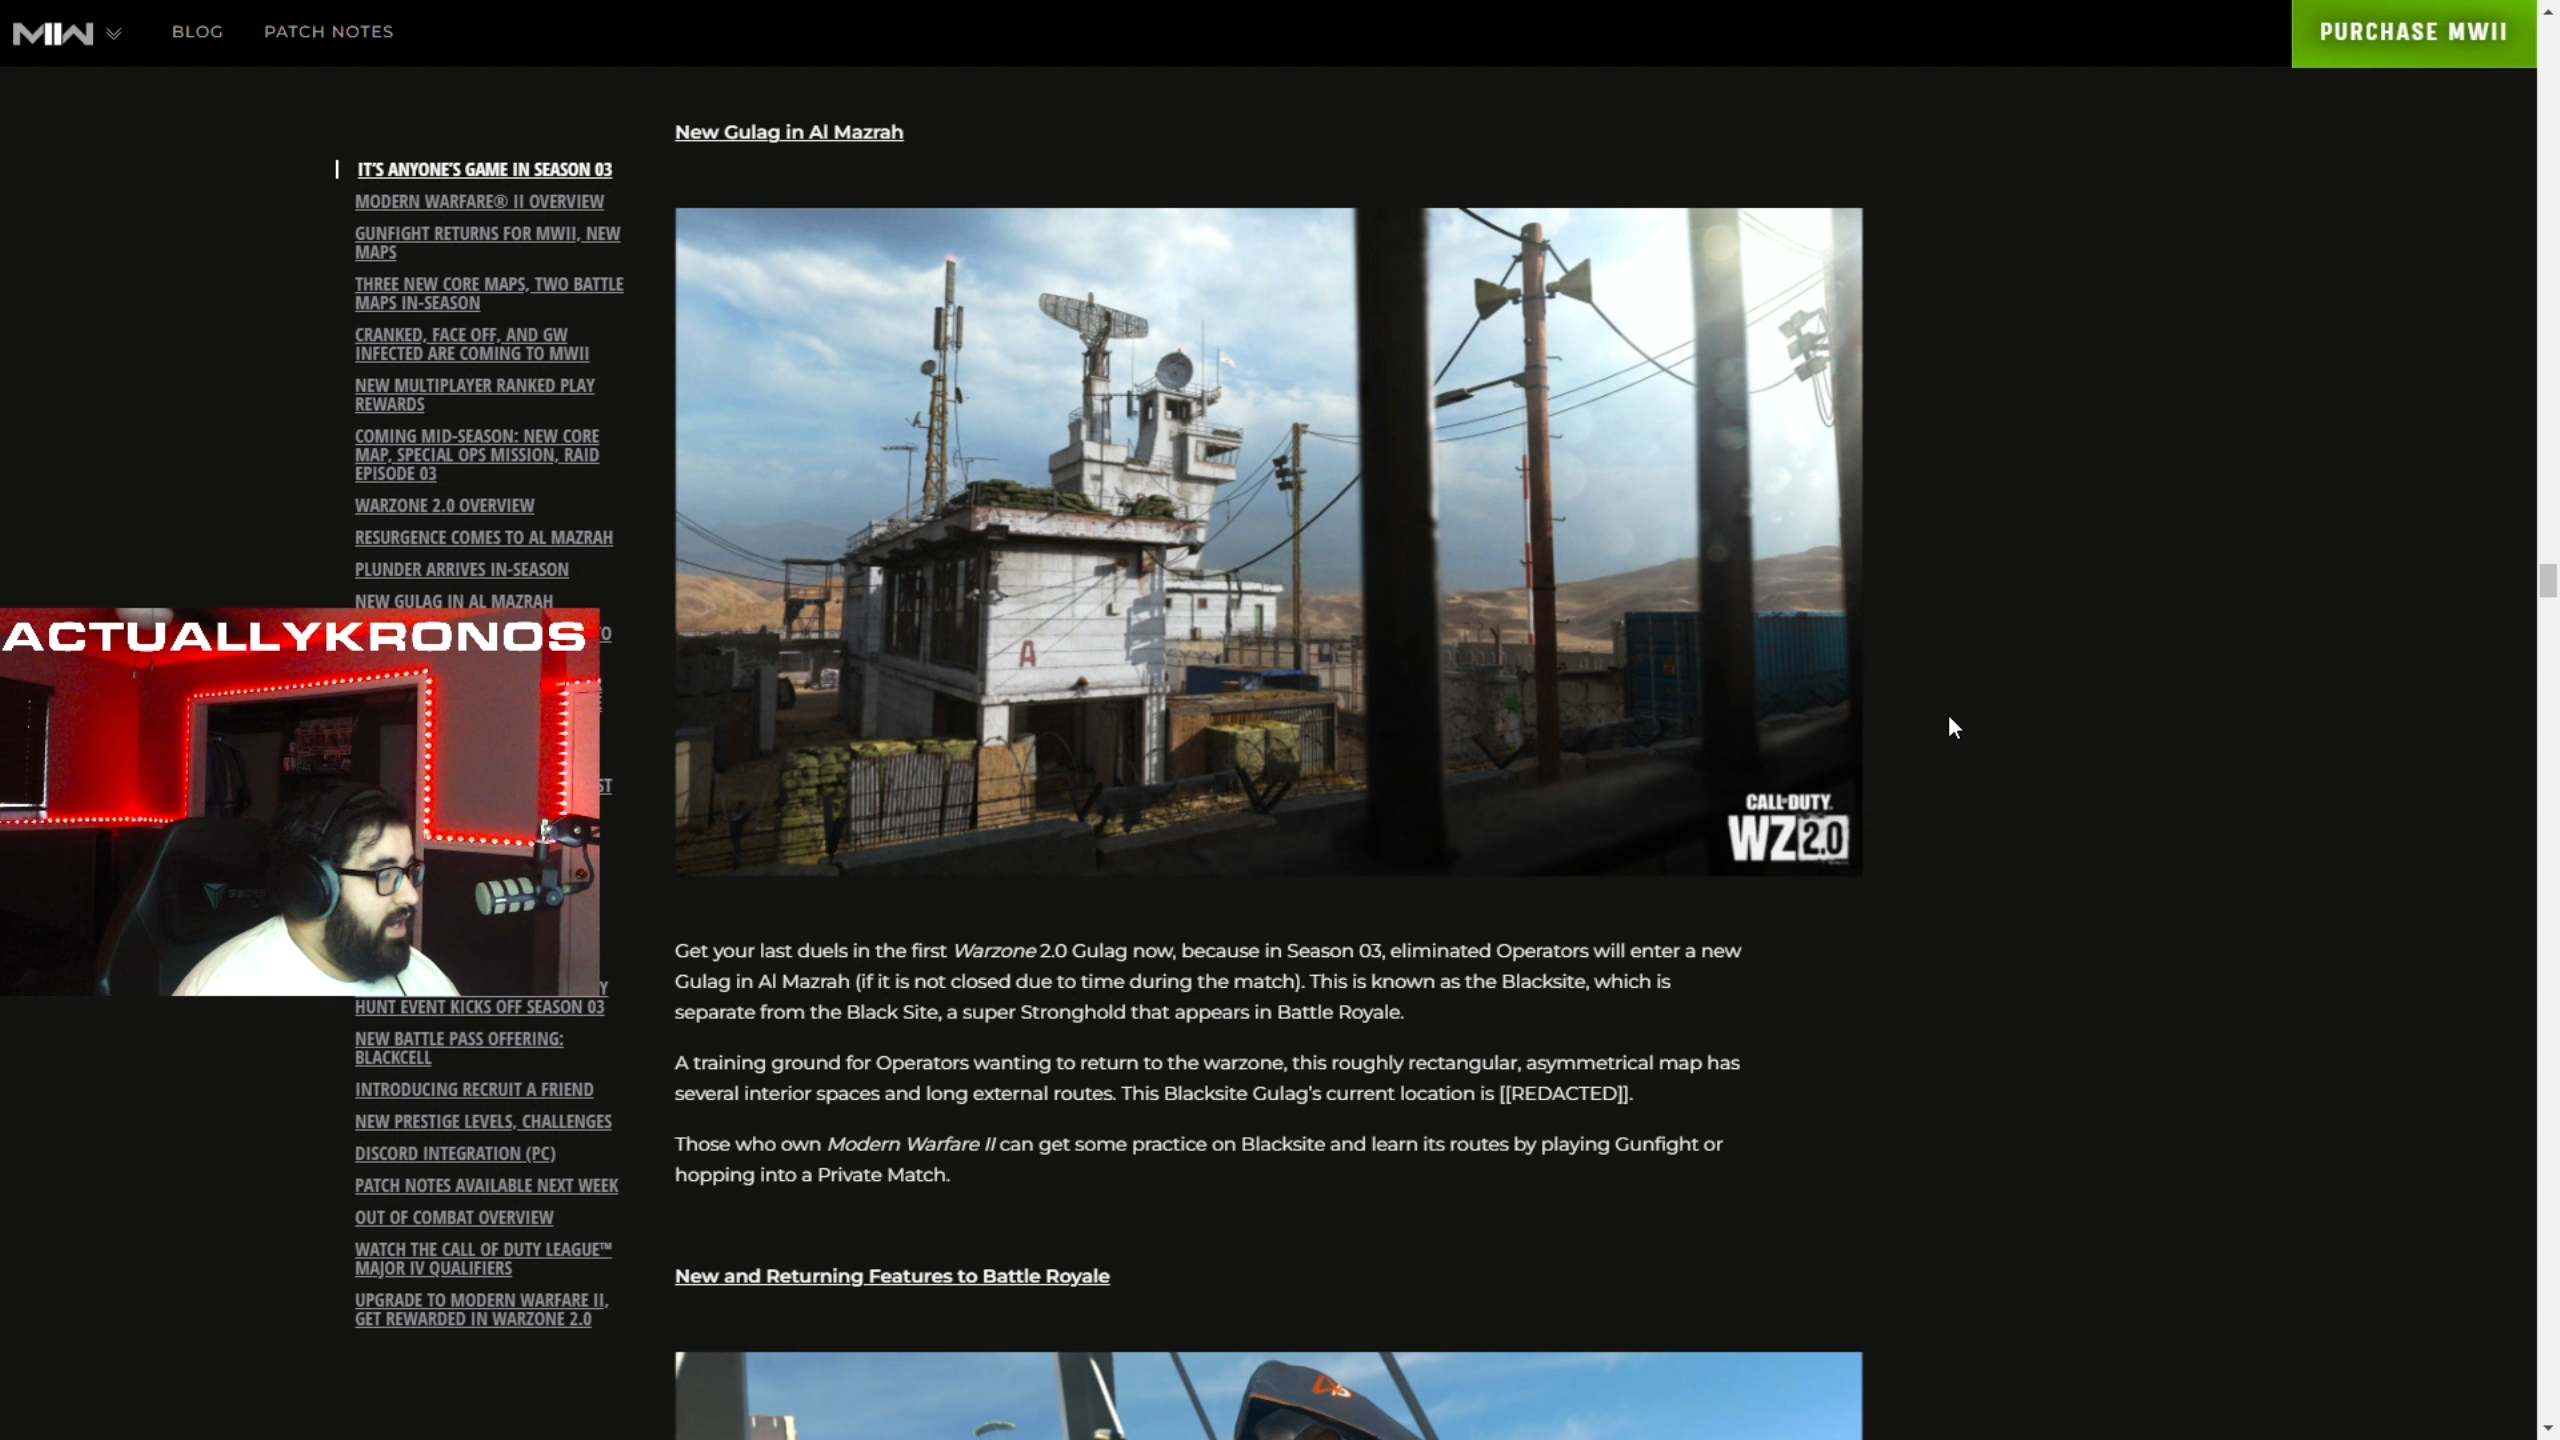 MW BLOG PATCH NOTES PURCHASE MWII
New Gulag in Al Mazrah
IT'S ANYONE'S GAME IN SEASON 03
MODERN WARFARE® II OVERVIEW
GUNFIGHT RETURNS FOR MWII, NEW
MAPS
THREE NEW CORE MAPS, TWO BATTLE
MAPS IN-SEASON
CRANKED, FACE OFF, AND GW
INFECTED ARE COMING TO MWII
NEW MULTIPLAYER RANKED PLAY
REWARDS
COMING MID-SEASON: NEW CORE
MAP, SPECIAL OPS MISSION, RAID
EPISODE 03
WARZONE 2.0 OVERVIEW
RESURGENCE COMES TO AL MAZRAH
PLUNDER ARRIVES IN-SEASON
NEW GULAG IN AL MAZRAH
ACTUALLYKRONOS
HUNT EVENT KICKS OFF SEASON 03
NEW BATTLE PASS OFFERING:
BLACKCELL
INTRODUCING RECRUIT A FRIEND
NEW PRESTIGE LEVELS, CHALLENGES
DISCORD INTEGRATION (PC)
PATCH NOTES AVAILABLE NEXT WEEK
OUT OF COMBAT OVERVIEW
WATCH THE CALL OF DUTY LEAGUE™
MAJOR IV QUALIFIERS
UPGRADE TO MODERN WARFARE II,
GET REWARDED IN WARZONE 2.0
A
CALL OF DUTY
WZ 2.0
Get your last duels in the first Warzone 2.0 Gulag now, because in Season 03, eliminated Operators will enter a new
Gulag in Al Mazrah (if it is not closed due to time during the match). This is known as the Blacksite, which is
separate from the Black Site, a super Stronghold that appears in Battle Royale.
A training ground for Operators wanting to return to the warzone, this roughly rectangular, asymmetrical map has
several interior spaces and long external routes. This Blacksite Gulag's current location is [[REDACTED]].
Those who own Modern Warfare II can get some practice on Blacksite and learn its routes by playing Gunfight or
hopping into a Private Match.
New and Returning Features to Battle Royale